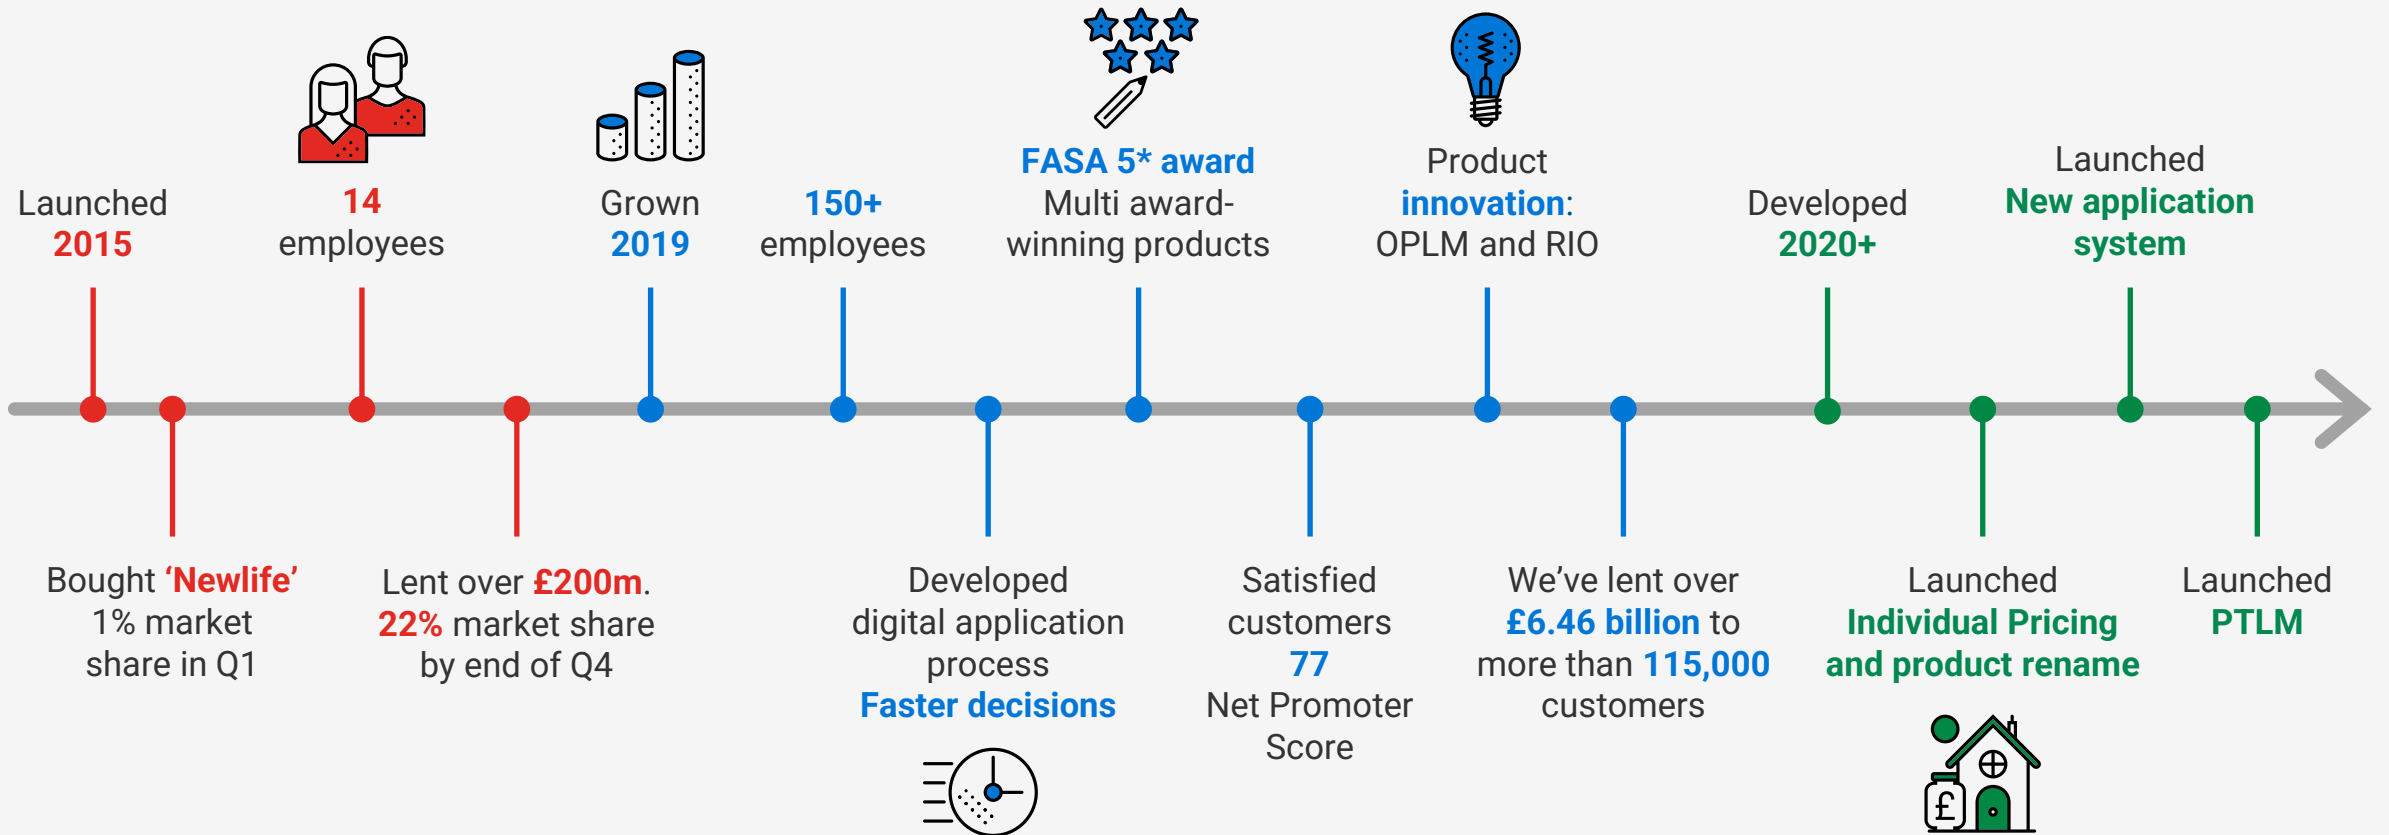 Launched
2015
14
employees
Grown
2019
150+
employees
FASA 5* award
Multi award-
winning products
Product
innovation:
OPLM and RIO
Developed
2020+
Launched
New application
system
Bought ‘Newlife’
1% market
share in Q1
Lent over £200m.
22% market share
by end of Q4
Developed
digital application
process
Faster decisions
Satisfied
customers
77
Net Promoter
Score
We’ve lent over
£6.46 billion to
more than 115,000
customers
Launched
Individual Pricing
and product rename
£
Launched
PTLM